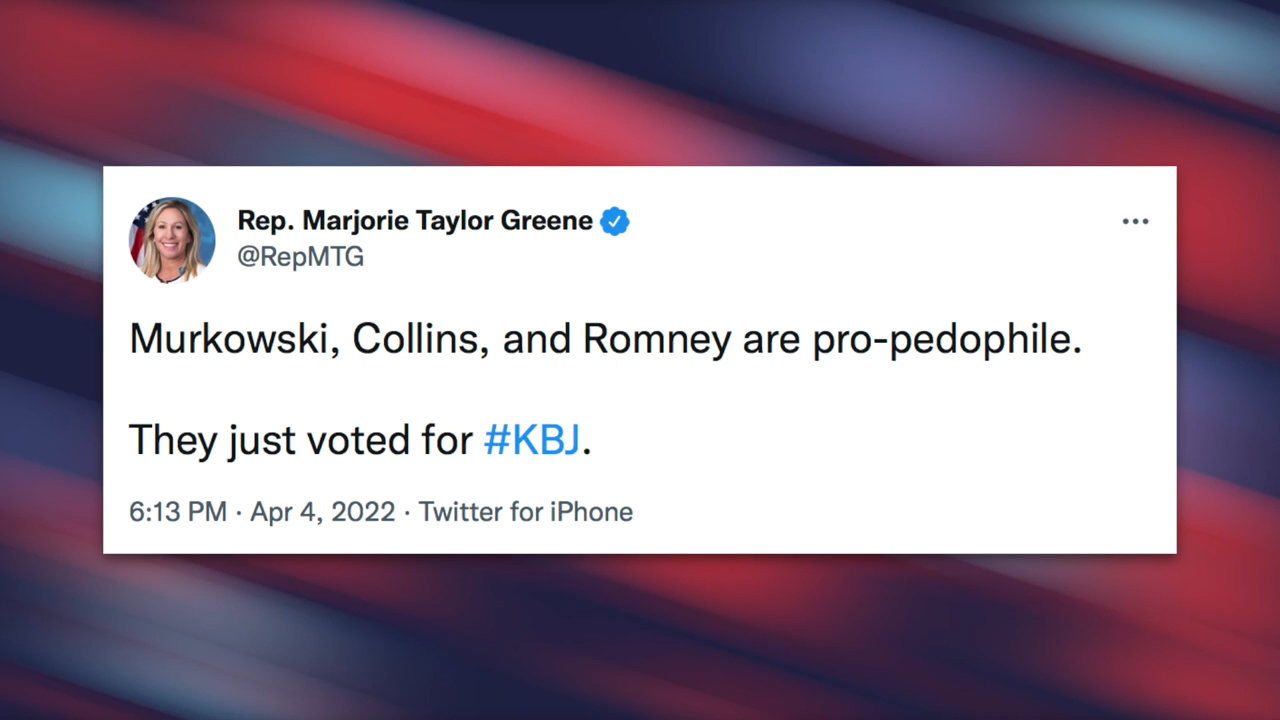 Rep. Marjorie Taylor Greene
@RepMTG
Murkowski, Collins, and Romney are pro-pedophile.
They just voted for #KBJ.
6:13 PM · Apr 4, 2022 · Twitter for iPhone